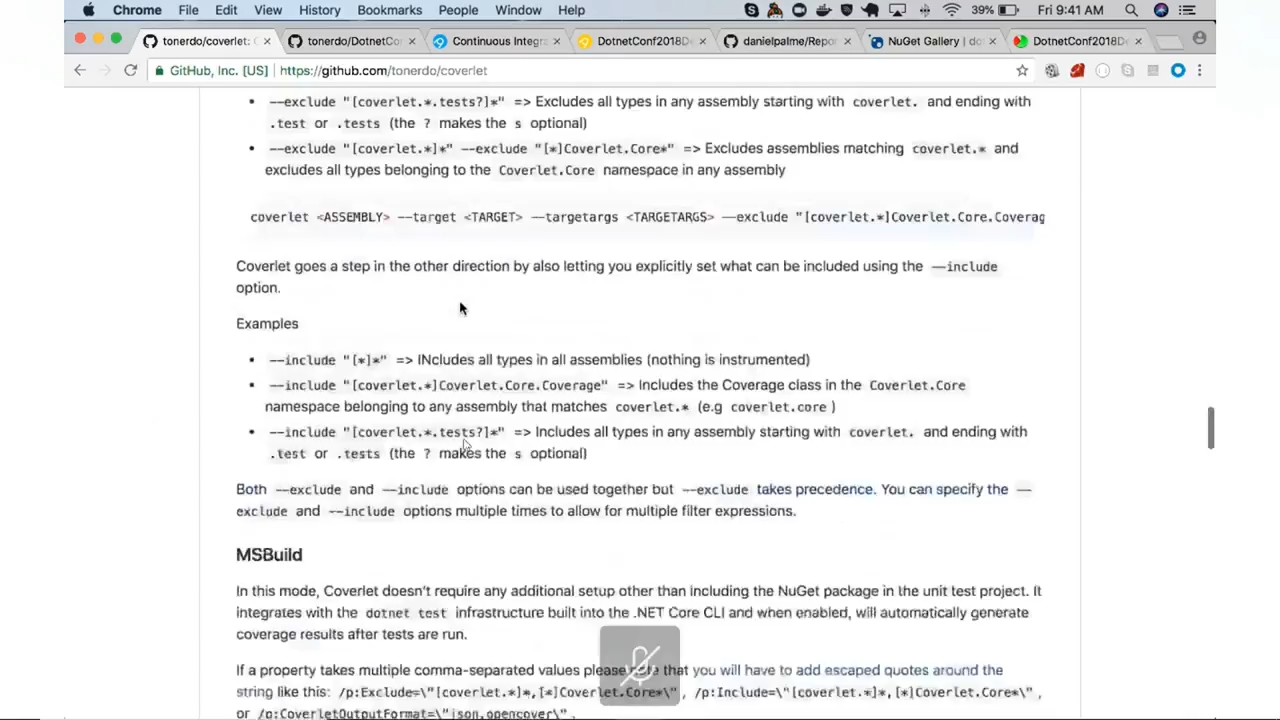 Chrome File Edit View History Bookmarks People Window Help 39% Fri 9:41 AM
tonerdo/coverlet: C tonerdo/DotnetCon Continuous Integra DotnetConf2018De danielpalme/Repo NuGet Gallery | dot DotnetConf2018De
GitHub, Inc. [US] https://github.com/tonerdo/coverlet
• --exclude "[coverlet.*.tests?]*" => Excludes all types in any assembly starting with coverlet. and ending with
.test or .tests (the ? makes the s optional)
• --exclude "[coverlet.*]*" --exclude "[*]Coverlet.Core*" => Excludes assemblies matching coverlet.* and
excludes all types belonging to the Coverlet.Core namespace in any assembly
coverlet <ASSEMBLY> --target <TARGET> --targetargs <TARGETARGS> --exclude "[coverlet.*]Coverlet.Core.Coverag
Coverlet goes a step in the other direction by also letting you explicitly set what can be included using the --include
option.
Examples
• --include "[*]*" => INcludes all types in all assemblies (nothing is instrumented)
• --include "[coverlet.*]Coverlet.Core.Coverage" => Includes the Coverage class in the Coverlet.Core
namespace belonging to any assembly that matches coverlet.* (e.g coverlet.core )
• --include "[coverlet.*.tests?]*" => Includes all types in any assembly starting with coverlet. and ending with
.test or .tests (the ? makes the s optional)
Both --exclude and --include options can be used together but --exclude takes precedence. You can specify the --
exclude and --include options multiple times to allow for multiple filter expressions.
MSBuild
In this mode, Coverlet doesn't require any additional setup other than including the NuGet package in the unit test project. It
integrates with the dotnet test infrastructure built into the .NET Core CLI and when enabled, will automatically generate
coverage results after tests are run.
If a property takes multiple comma-separated values please note that you will have to add escaped quotes around the
string like this: /p:Exclude=\"[coverlet.*]*,[*]Coverlet.Core*\" , /p:Include=\"[coverlet.*]*,[*]Coverlet.Core*\" ,
or /p:CoverletOutputFormat=\"json,opencover\" .